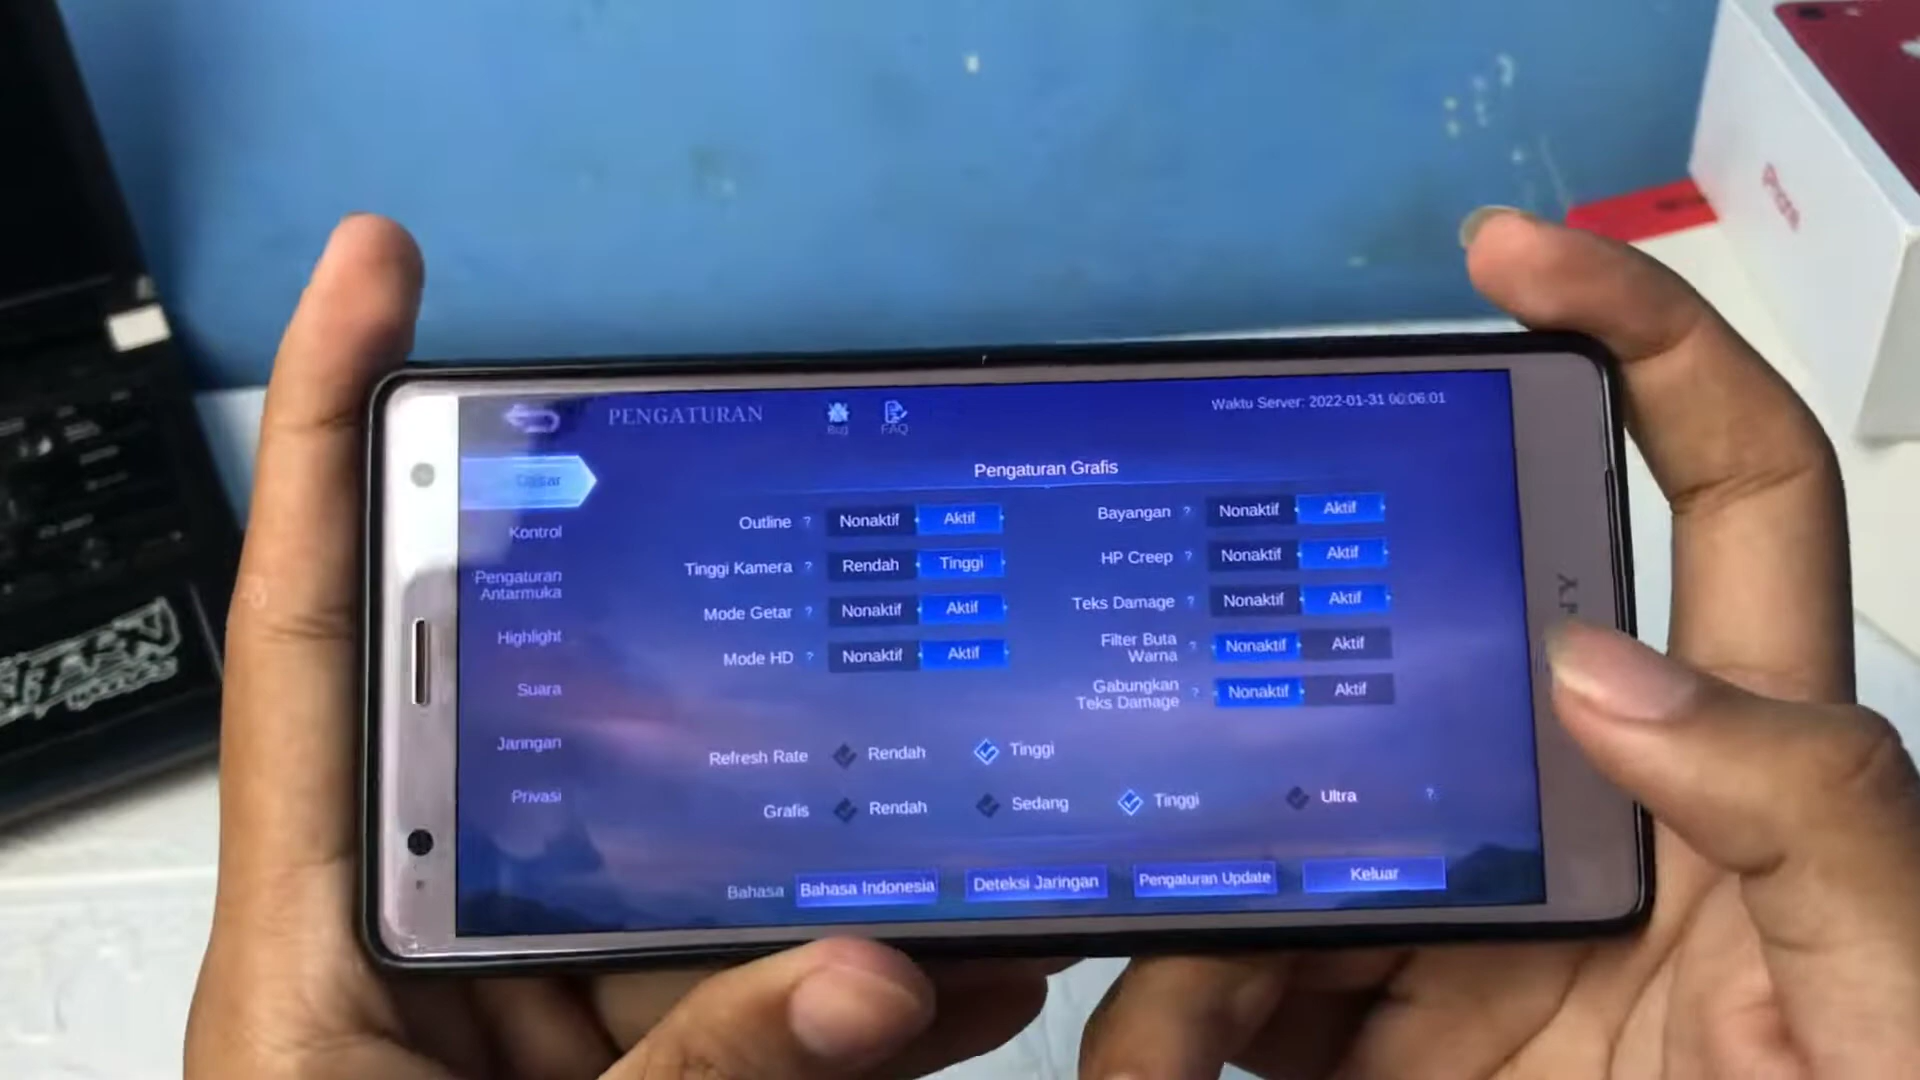 PENGATURAN
Bug
FAQ
Waktu Server: 2022-01-31 00:06:01
Dasar
Kontrol
Pengaturan
Antarmuka
Highlight
Suara
Jaringan
Privasi
Pengaturan Grafis
Outline ? Nonaktif Aktif
Bayangan ? Nonaktif Aktif
Tinggi Kamera ? Rendah Tinggi
HP Creep ? Nonaktif Aktif
Mode Getar ? Nonaktif Aktif
Teks Damage ? Nonaktif Aktif
Mode HD ? Nonaktif Aktif
Filter Buta
Warna ? Nonaktif Aktif
Gabungkan
Teks Damage ? Nonaktif Aktif
Refresh Rate Rendah Tinggi
Grafis Rendah Sedang Tinggi Ultra ?
Bahasa Bahasa Indonesia Deteksi Jaringan Pengaturan Update Keluar
iPhone